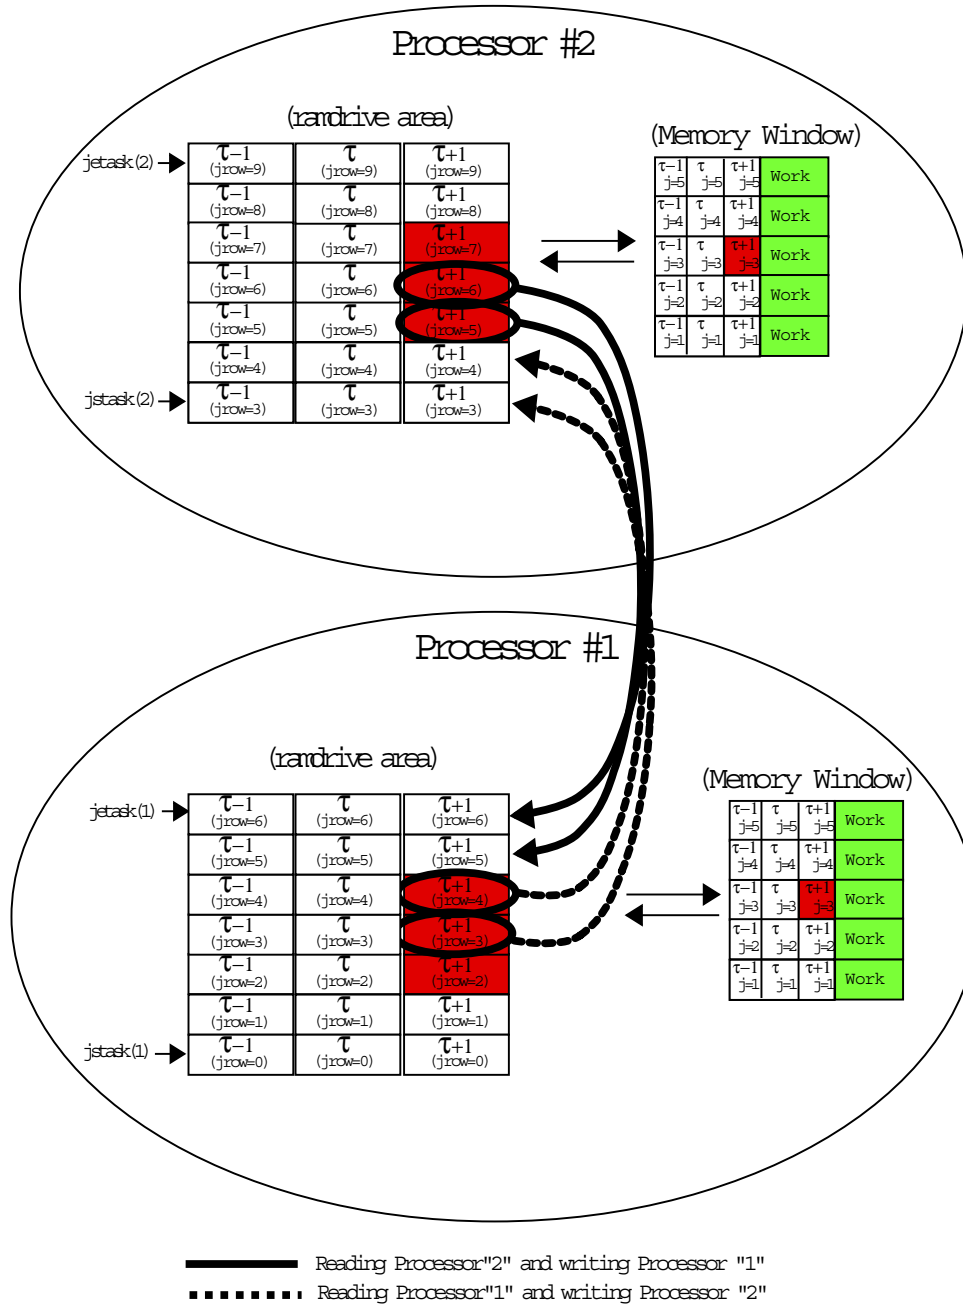 Processor #2
(ramdrive area)
(Memory Window)
jetask(2)
τ-1 τ τ+1
(jrow=9) (jrow=9) (jrow=9)
τ-1 τ τ+1
(jrow=8) (jrow=8) (jrow=8)
τ-1 τ τ+1
(jrow=7) (jrow=7) (jrow=7)
τ-1 τ τ+1
(jrow=6) (jrow=6) (jrow=6)
τ-1 τ τ+1
(jrow=5) (jrow=5) (jrow=5)
τ-1 τ τ+1
(jrow=4) (jrow=4) (jrow=4)
jstask(2)
τ-1 τ τ+1
(jrow=3) (jrow=3) (jrow=3)
τ-1 τ τ+1
j=5 j=5 j=5 Work
τ-1 τ τ+1
j=4 j=4 j=4 Work
τ-1 τ τ+1
j=3 j=3 j=3 Work
τ-1 τ τ+1
j=2 j=2 j=2 Work
τ-1 τ τ+1
j=1 j=1 j=1 Work
Processor #1
(ramdrive area)
(Memory Window)
jetask(1)
τ-1 τ τ+1
(jrow=6) (jrow=6) (jrow=6)
τ-1 τ τ+1
(jrow=5) (jrow=5) (jrow=5)
τ-1 τ τ+1
(jrow=4) (jrow=4) (jrow=4)
τ-1 τ τ+1
(jrow=3) (jrow=3) (jrow=3)
τ-1 τ τ+1
(jrow=2) (jrow=2) (jrow=2)
τ-1 τ τ+1
(jrow=1) (jrow=1) (jrow=1)
jstask(1)
τ-1 τ τ+1
(jrow=0) (jrow=0) (jrow=0)
τ-1 τ τ+1
j=5 j=5 j=5 Work
τ-1 τ τ+1
j=4 j=4 j=4 Work
τ-1 τ τ+1
j=3 j=3 j=3 Work
τ-1 τ τ+1
j=2 j=2 j=2 Work
τ-1 τ τ+1
j=1 j=1 j=1 Work
Reading Processor"2" and writing Processor "1"
Reading Processor"1" and writing Processor "2"